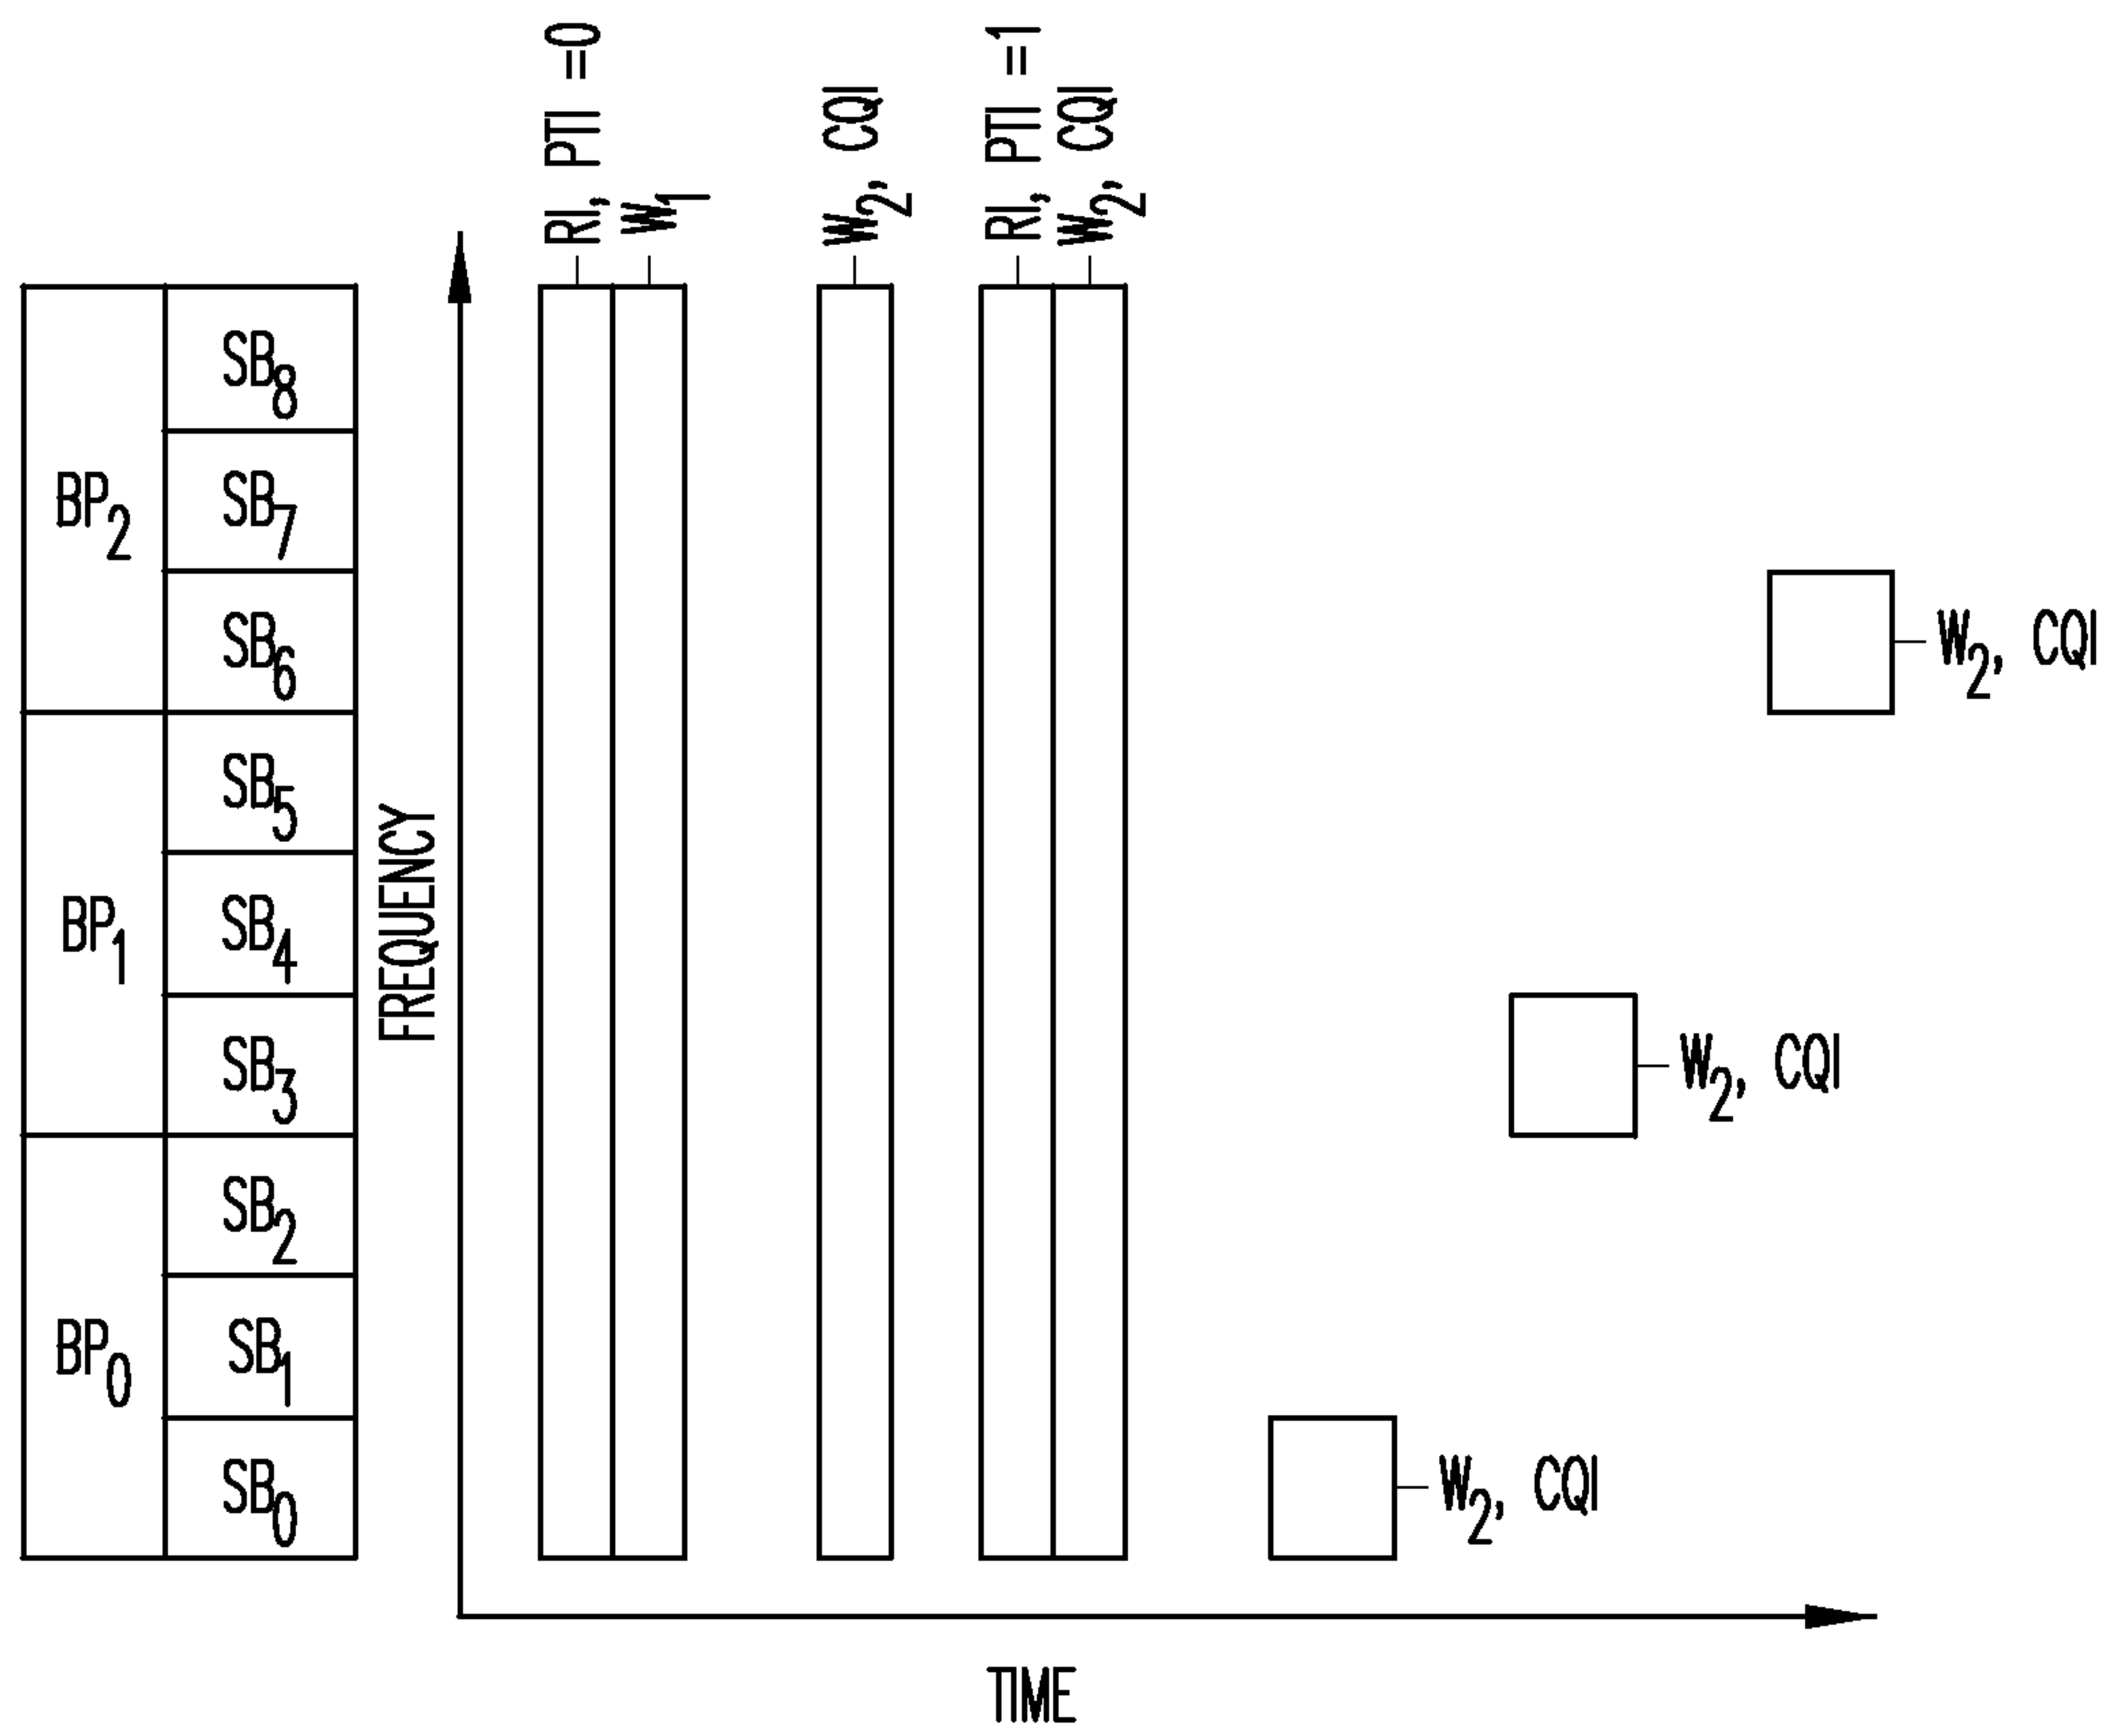 RI, PTI =0
W1
W2, CQI
RI, PTI =1
W2, CQI
BP2
SB8
SB7
SB6
BP1
SB5
SB4
SB3
BP0
SB2
SB1
SB0
FREQUENCY
W2, CQI
W2, CQI
W2, CQI
TIME